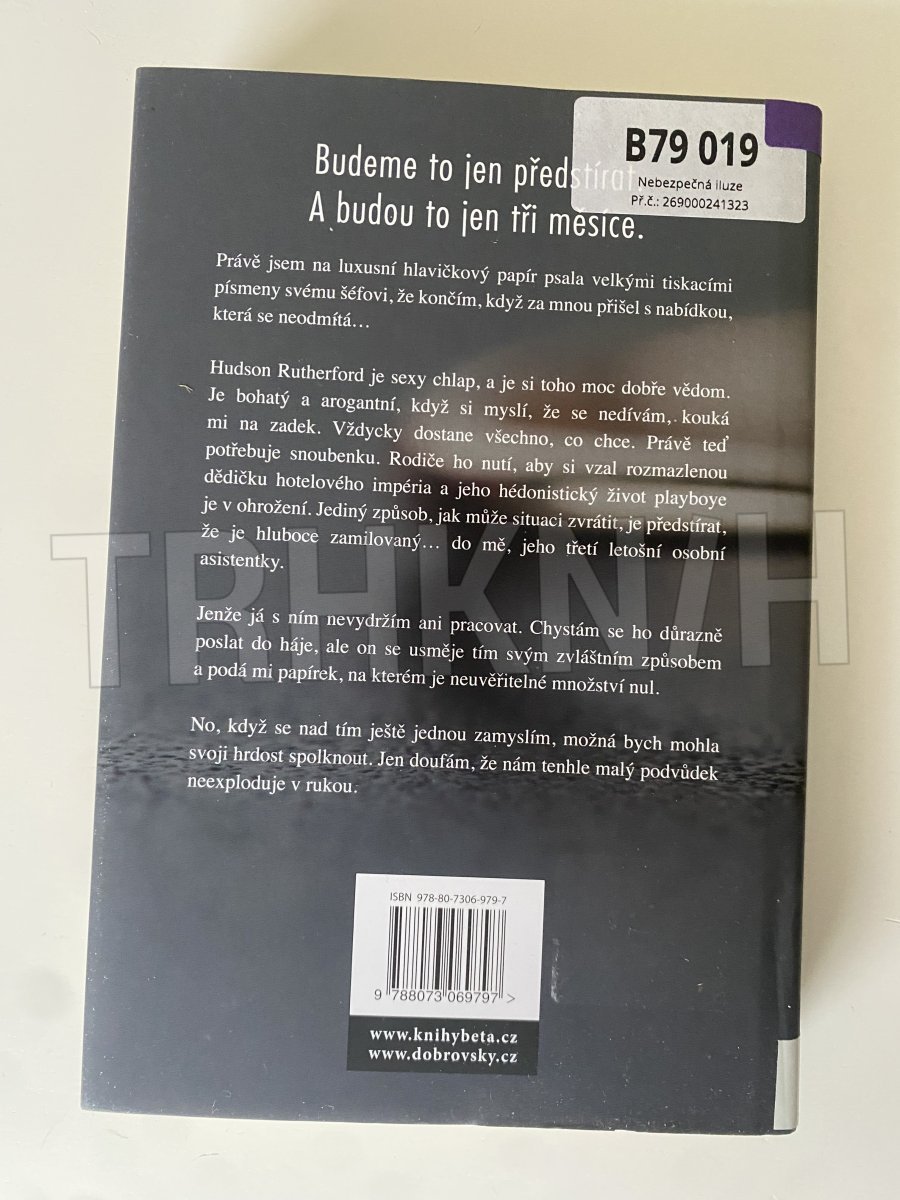 B79 019
Nebezpečná iluze
Př.č.: 269000241323
Budeme to jen předstírat.
A budou to jen tři měsíce.
Právě jsem na luxusní hlavičkový papír psala velkými tiskacími
písmeny svému šéfovi, že končím, když za mnou přišel s nabídkou,
která se neodmítá…
Hudson Rutherford je sexy chlap, a je si toho moc dobře vědom.
Je bohatý a arogantní, když si myslí, že se nedívám, kouká
mi na zadek. Vždycky dostane všechno, co chce. Právě teď
potřebuje snoubenku. Rodiče ho nutí, aby si vzal rozmazlenou
dědičku hotelového impéria a jeho hédonistický život playboye
je v ohrožení. Jediný způsob, jak může situaci zvrátit, je předstírat,
že je hluboce zamilovaný… do mě, jeho třetí letošní osobní
asistentky.
Jenže já s ním nevydržím ani pracovat. Chystám se ho důrazně
poslat do háje, ale on se usměje tím svým zvláštním způsobem
a podá mi papírek, na kterém je neuvěřitelné množství nul.
No, když se nad tím ještě jednou zamyslím, možná bych mohla
svoji hrdost spolknout. Jen doufám, že nám tenhle malý podvůdek
neexploduje v rukou.
TRHKNIH
ISBN 978-80-7306-979-7
9 788073 069797 >
www.knihybeta.cz
www.dobrovsky.cz